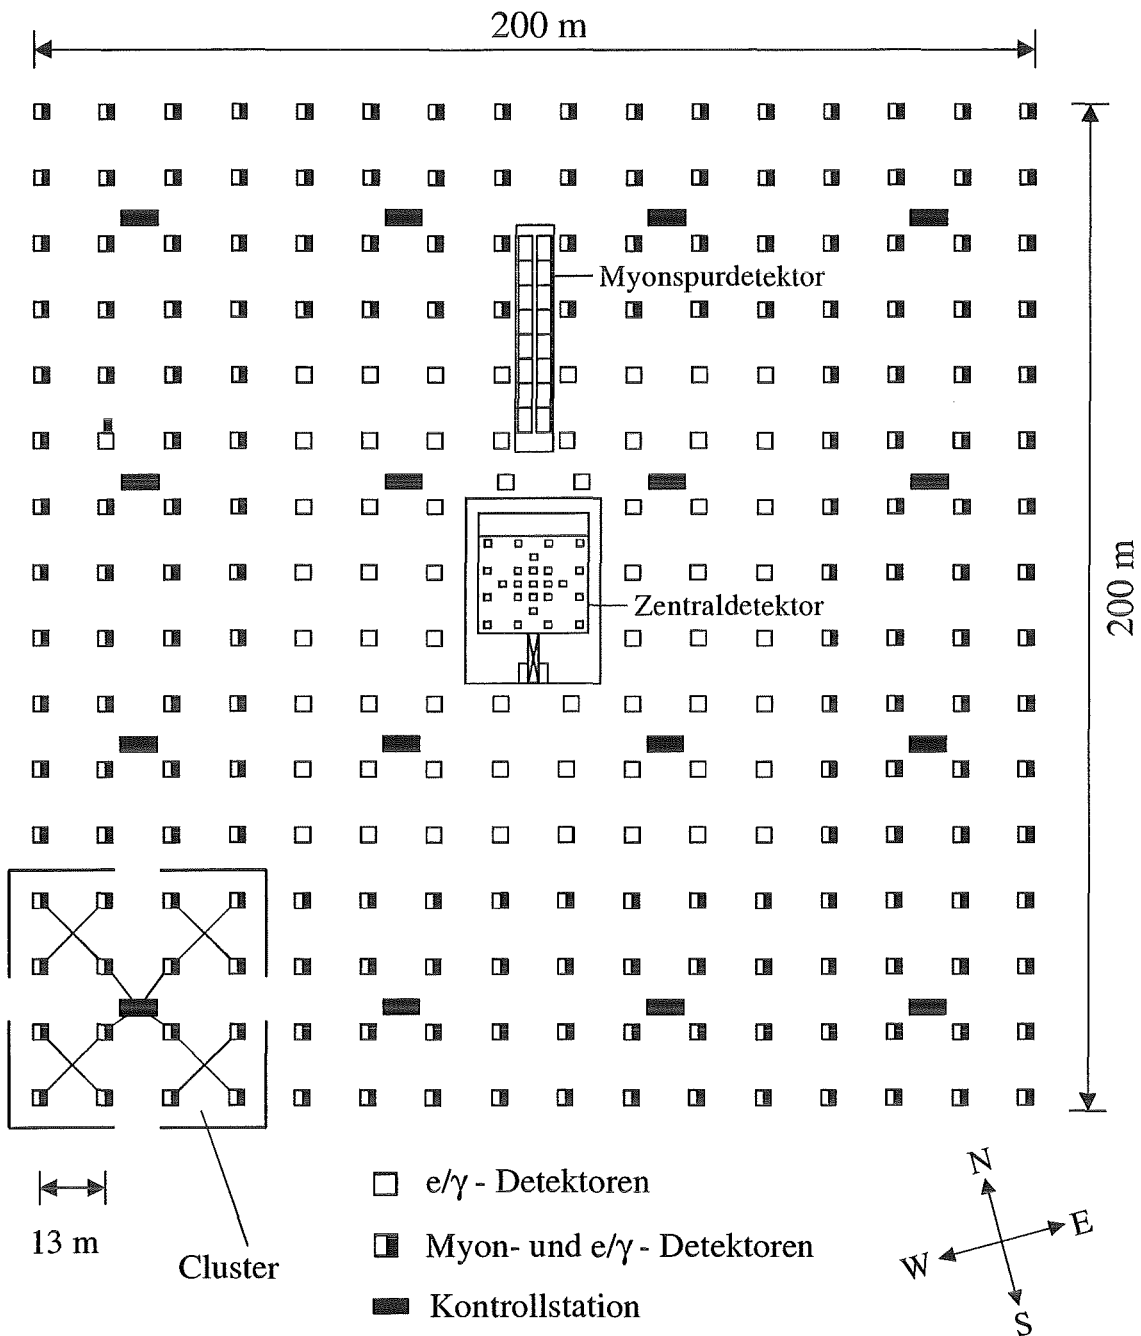 200 m
Myonspurdetektor
Zentraldetektor
200 m
13 m
Cluster
e/γ - Detektoren
Myon- und e/γ - Detektoren
Kontrollstation
N
E
W
S